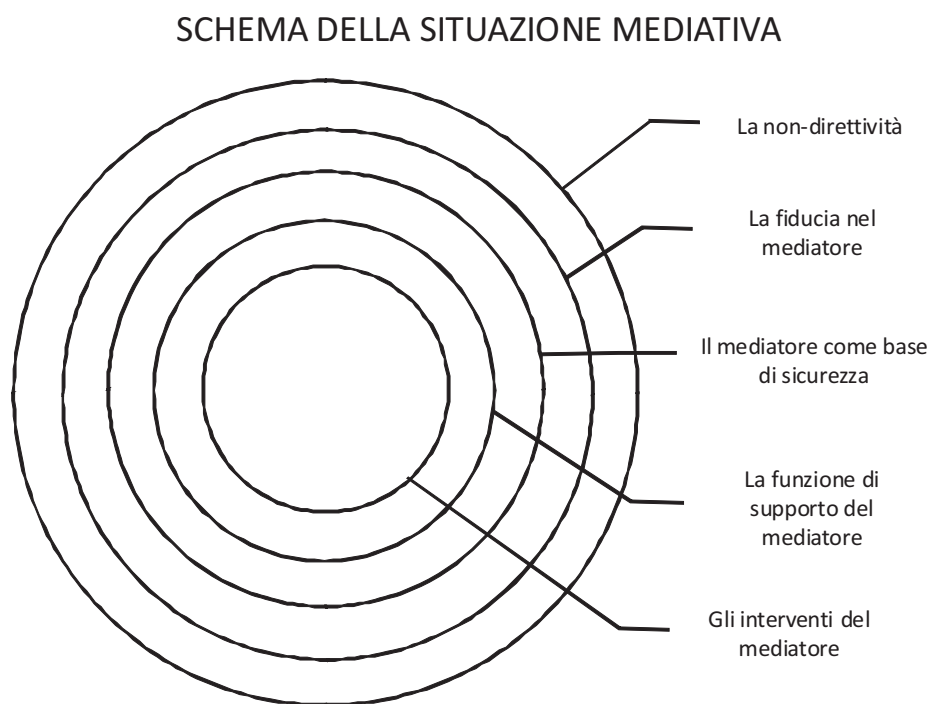 SCHEMA DELLA SITUAZIONE MEDIATIVA
La non-direttività
La fiducia nel
mediatore
Il mediatore come base
di sicurezza
La funzione di
supporto del
mediatore
Gli interventi del
mediatore